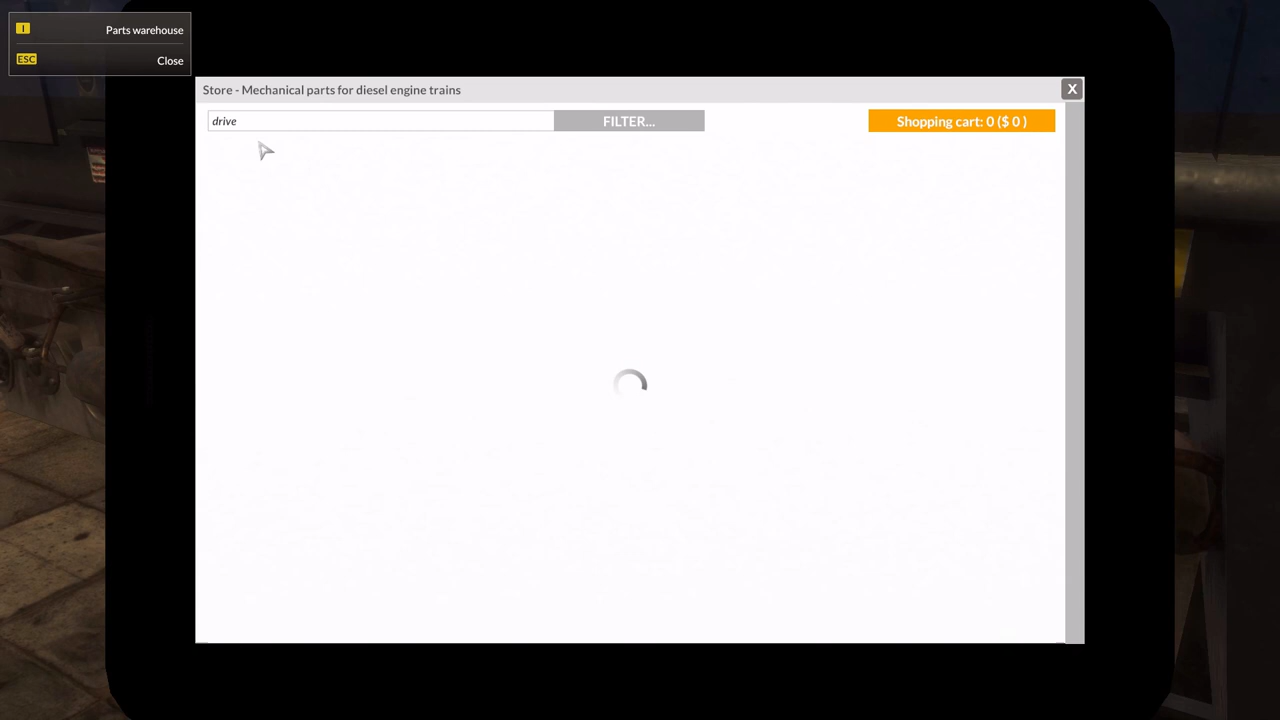 I Parts warehouse
ESC Close
Store - Mechanical parts for diesel engine trains X
drive FILTER... Shopping cart: 0 ($ 0 )